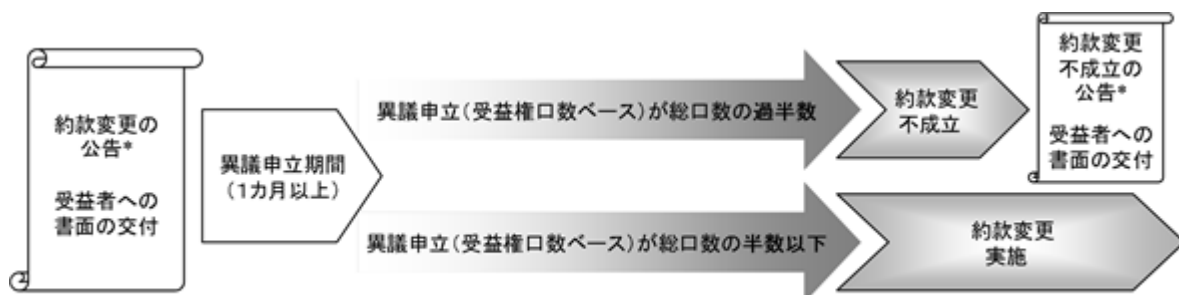 約款変更の
公告*
受益者への
書面の交付
異議申立期間
(1カ月以上)
異議申立(受益権口数ベース)が総口数の過半数
約款変更
不成立
約款変更
不成立の
公告*
受益者への
書面の交付
異議申立(受益権口数ベース)が総口数の半数以下
約款変更
実施